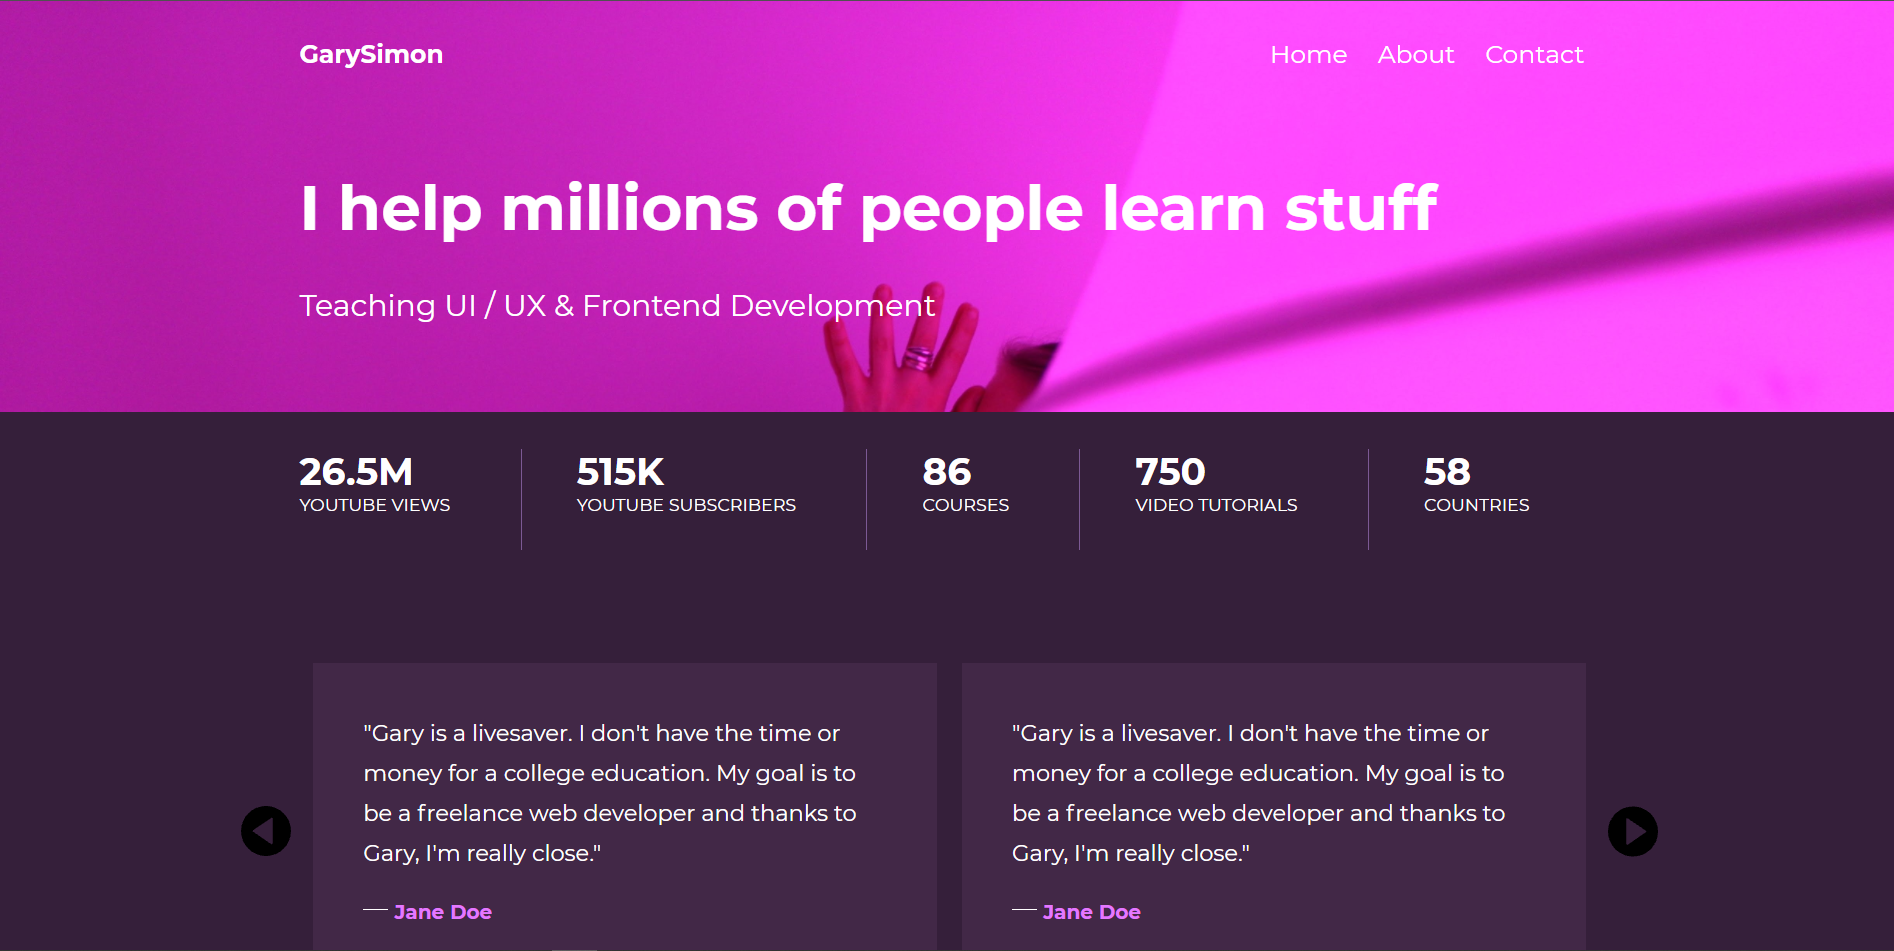 GarySimon
Home About Contact
I help millions of people learn stuff
Teaching UI / UX & Frontend Development
26.5M
YOUTUBE VIEWS
515K
YOUTUBE SUBSCRIBERS
86
COURSES
750
VIDEO TUTORIALS
58
COUNTRIES
"Gary is a livesaver. I don't have the time or
money for a college education. My goal is to
be a freelance web developer and thanks to
Gary, I'm really close."
— Jane Doe
"Gary is a livesaver. I don't have the time or
money for a college education. My goal is to
be a freelance web developer and thanks to
Gary, I'm really close."
— Jane Doe